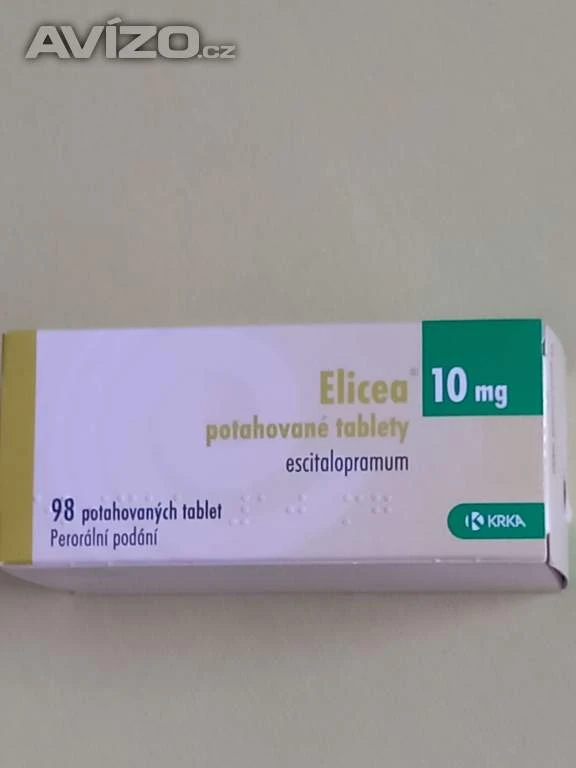 AVÍZO.cz
Elicea® 10 mg
potahované tablety
escitalopramum
98 potahovaných tablet
Perorální podání
KRKA